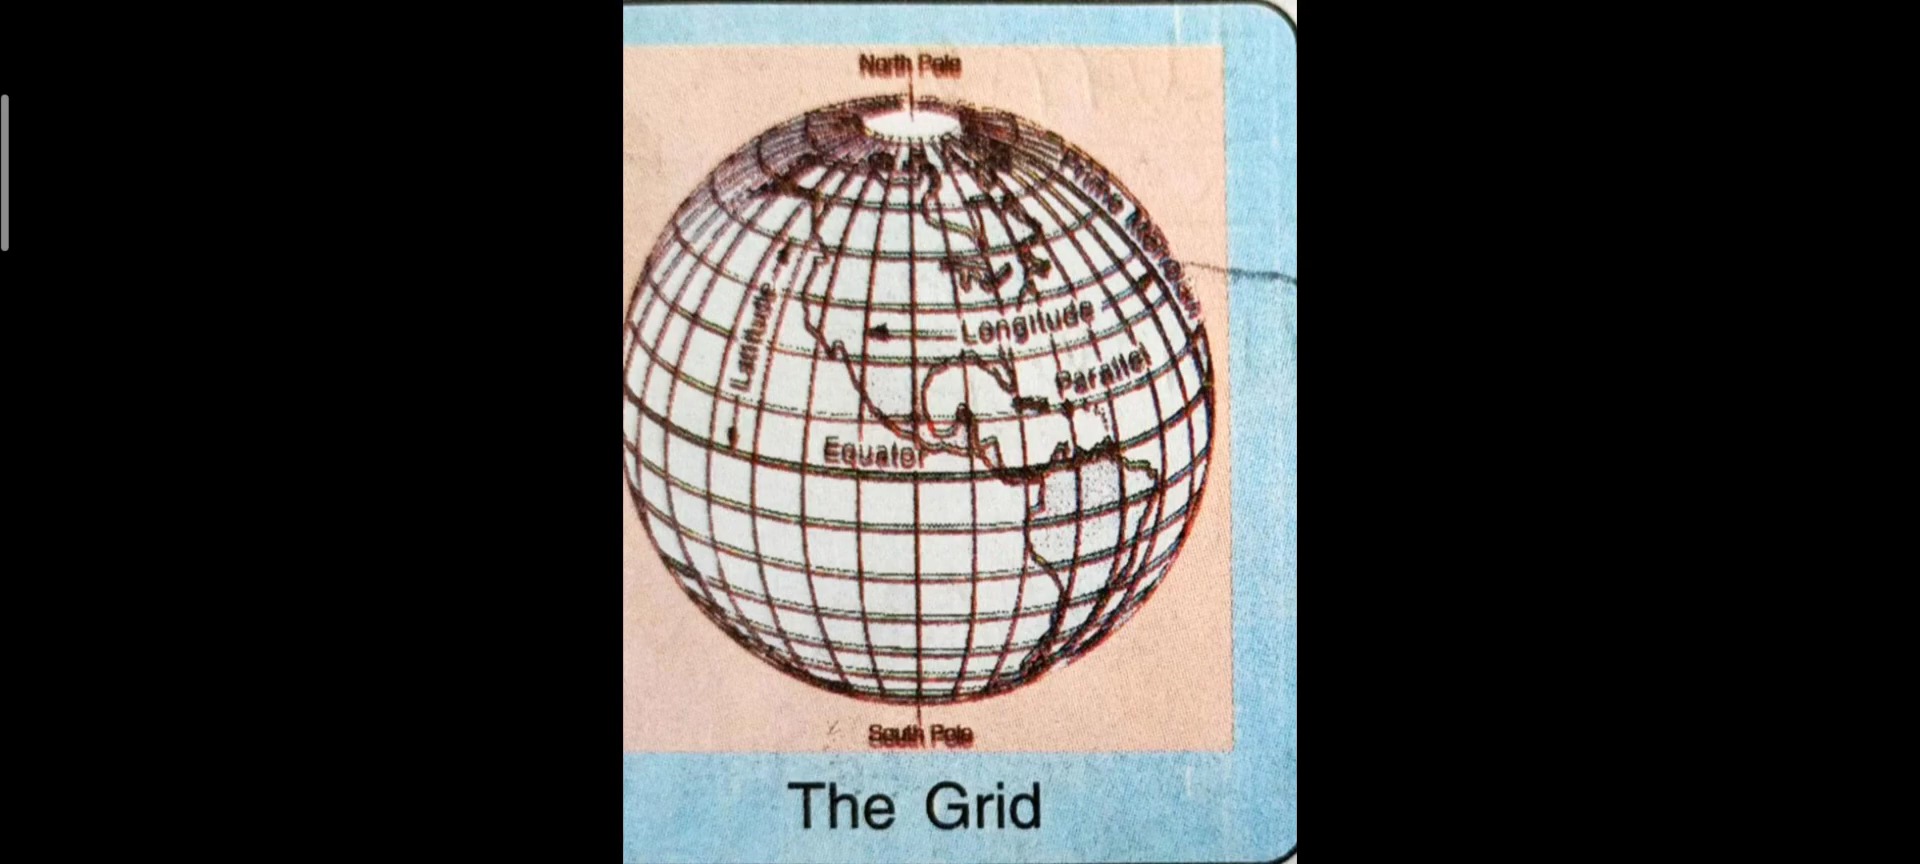 North Pole
Prime Meridian
Latitude
Longitude
Parallel
Equator
South Pole
The Grid